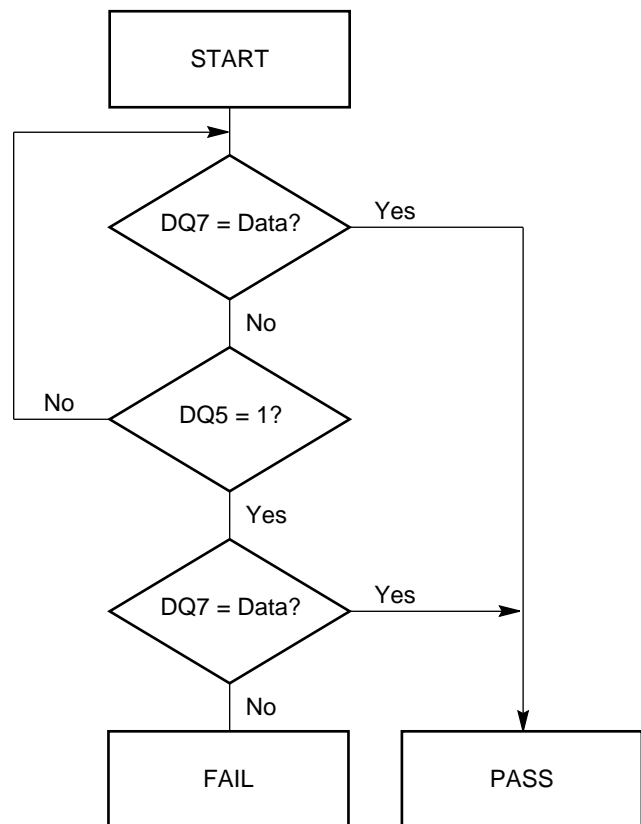 START
DQ7 = Data?
Yes
No
No
DQ5 = 1?
Yes
DQ7 = Data?
Yes
No
FAIL
PASS